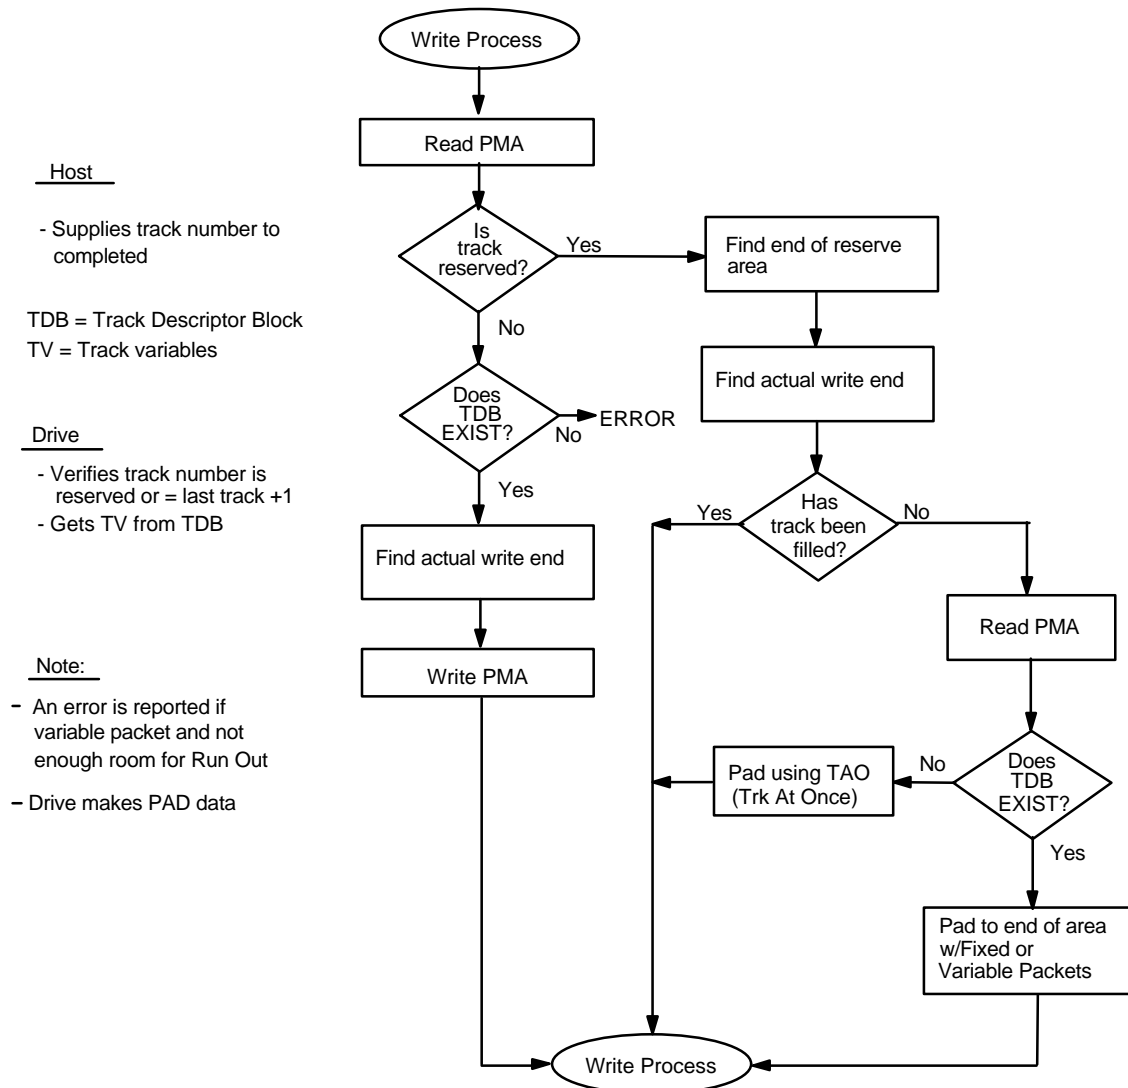 Write Process
Read PMA
Host
- Supplies track number to
completed
TDB = Track Descriptor Block
TV = Track variables
Drive
- Verifies track number is
reserved or = last track +1
- Gets TV from TDB
Note:
- An error is reported if
variable packet and not
enough room for Run Out
- Drive makes PAD data
Is
track
reserved?
Yes
No
Does
TDB
EXIST?
No
ERROR
Yes
Find actual write end
Write PMA
Find end of reserve
area
Find actual write end
Has
track been
filled?
Yes
No
Read PMA
Does
TDB
EXIST?
No
Pad using TAO
(Trk At Once)
Yes
Pad to end of area
w/Fixed or
Variable Packets
Write Process